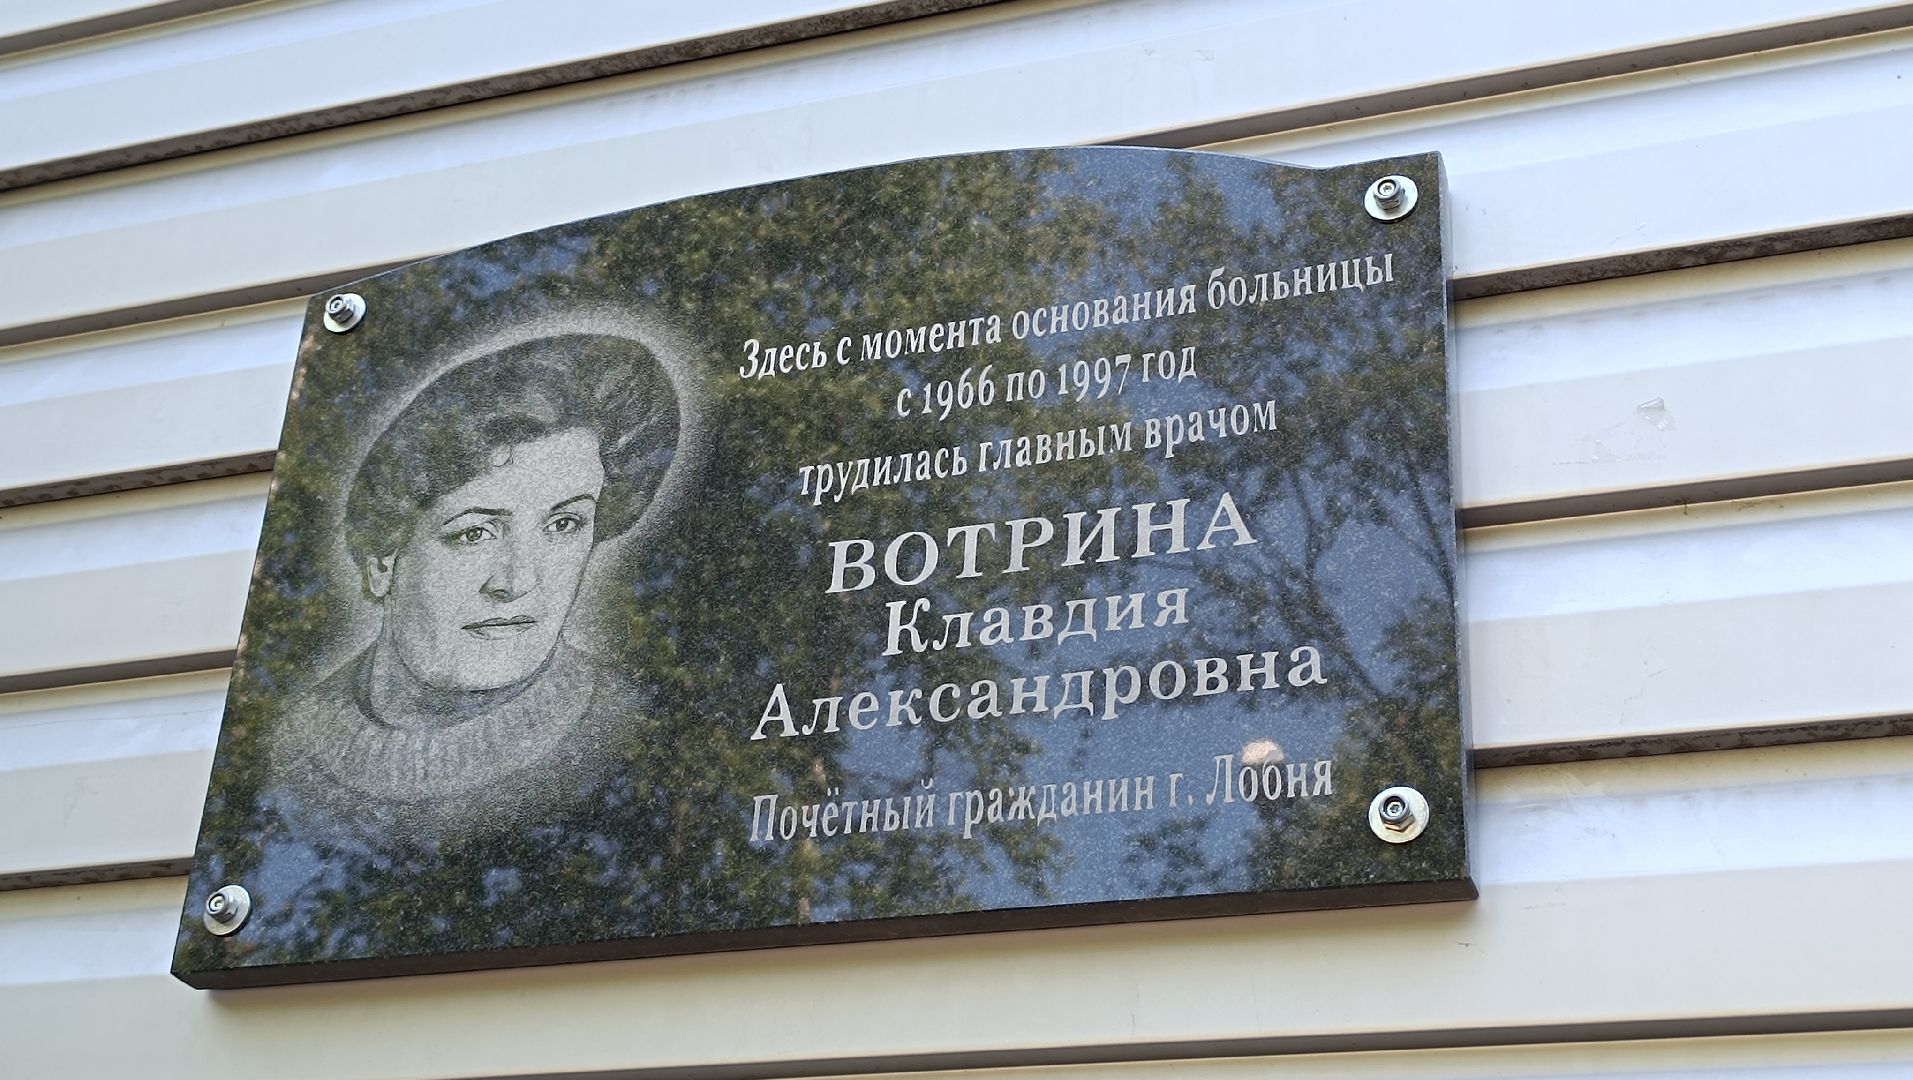 Здесь с момента основания больницы
с 1966 по 1997 год
трудилась главным врачом
ВОТРИНА
Клавдия
Александровна
Почётный гражданин г. Лобня